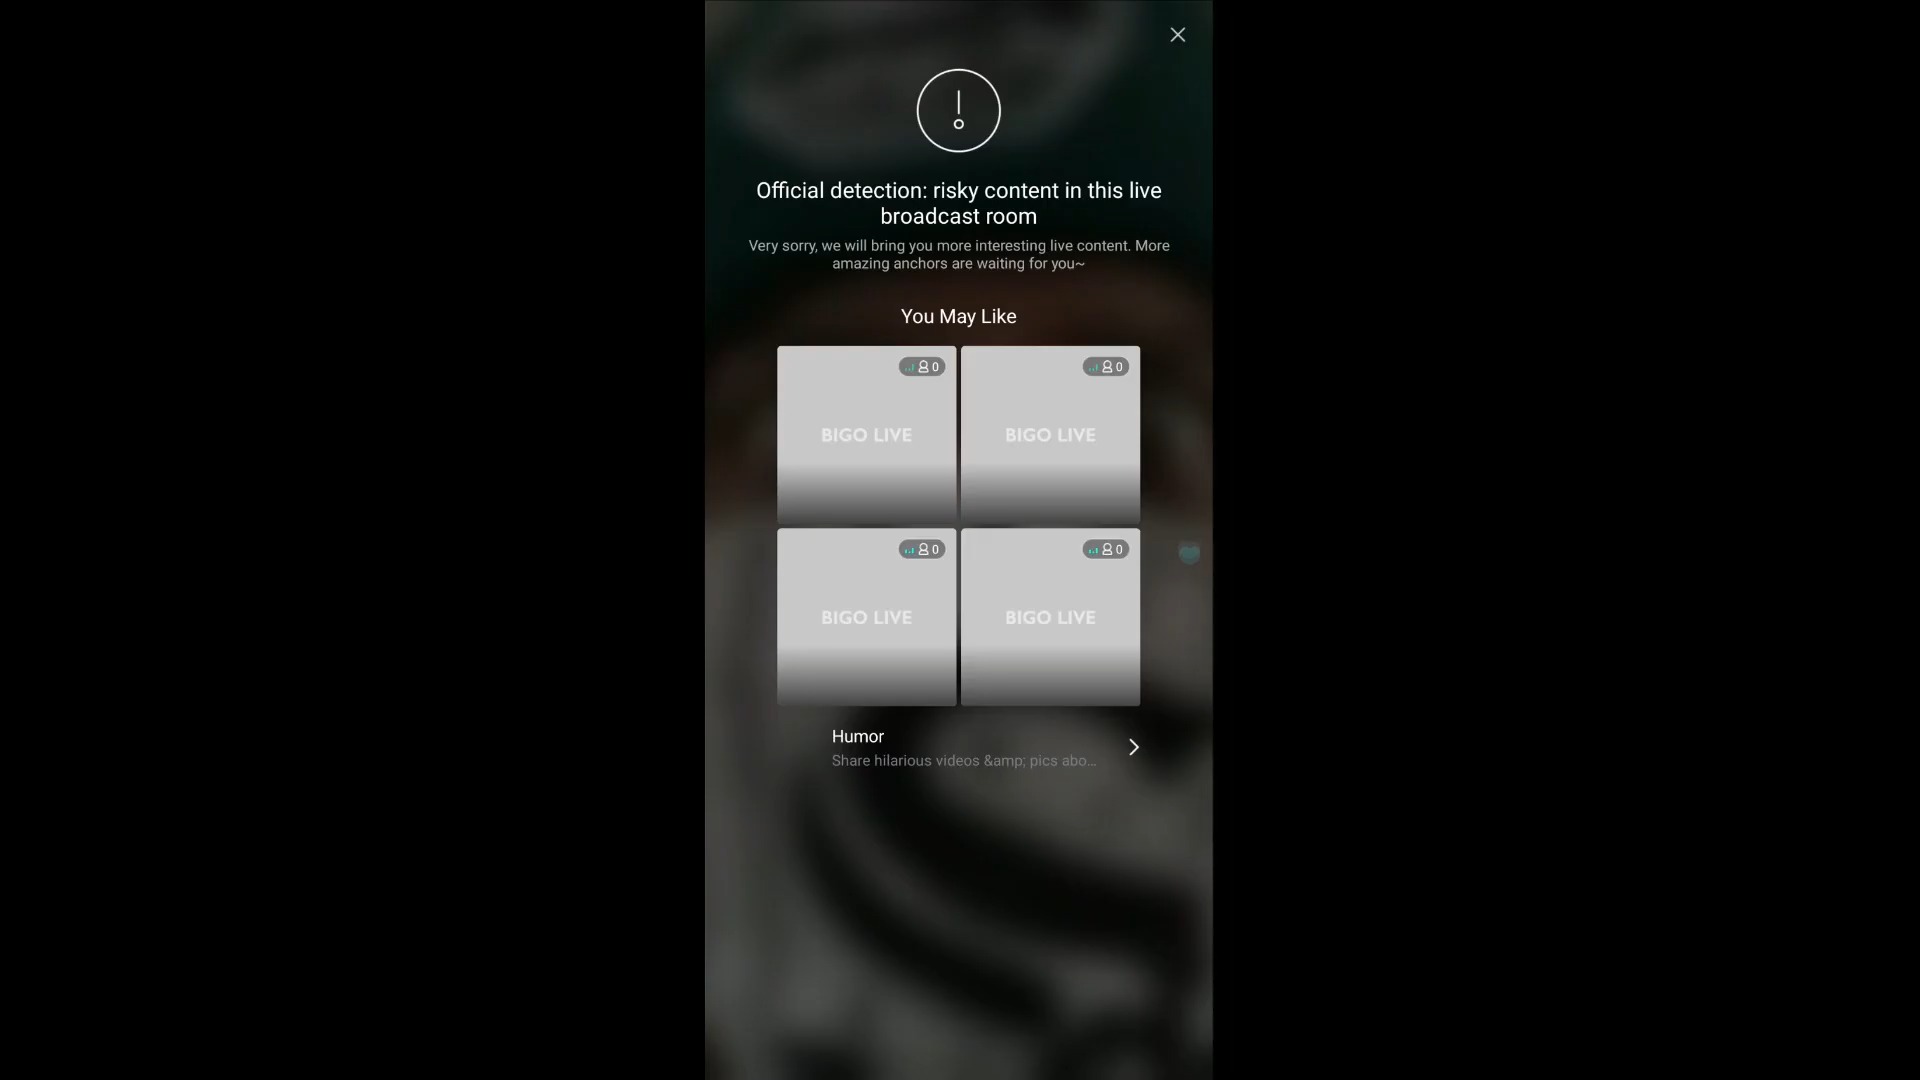 Official detection: risky content in this live
broadcast room
Very sorry, we will bring you more interesting live content. More
amazing anchors are waiting for you~
You May Like
0
0
BIGO LIVE
BIGO LIVE
0
0
BIGO LIVE
BIGO LIVE
Humor
Share hilarious videos &amp; pics abo...